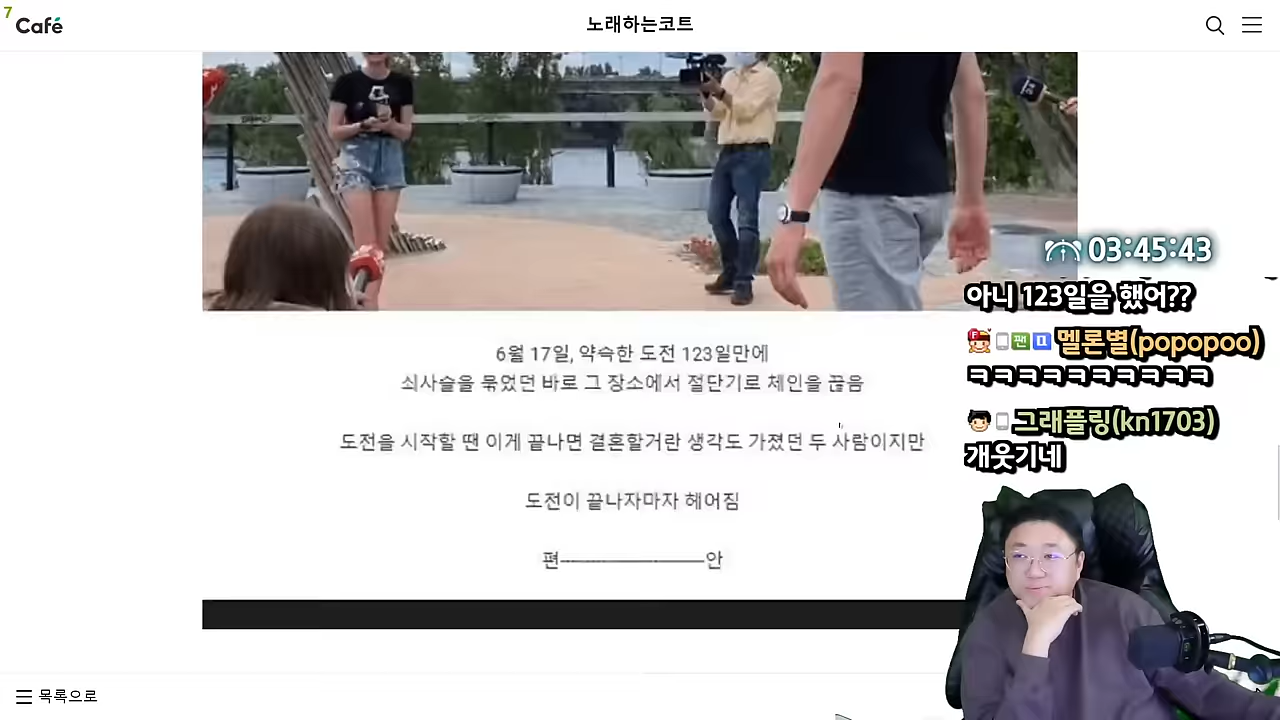 7
Café
노래하는코트
03:45:43
아니 123일을 했어??
팬
멜론별(popopoo)
ㅋㅋㅋㅋㅋㅋㅋㅋㅋㅋ
그래플링(kn1703)
개웃기네
6월 17일, 약속한 도전 123일만에
쇠사슬을 묶었던 바로 그 장소에서 절단기로 체인을 끊음
도전을 시작할 땐 이게 끝나면 결혼할거란 생각도 가졌던 두 사람이지만
도전이 끝나자마자 헤어짐
편――――――――안
목록으로